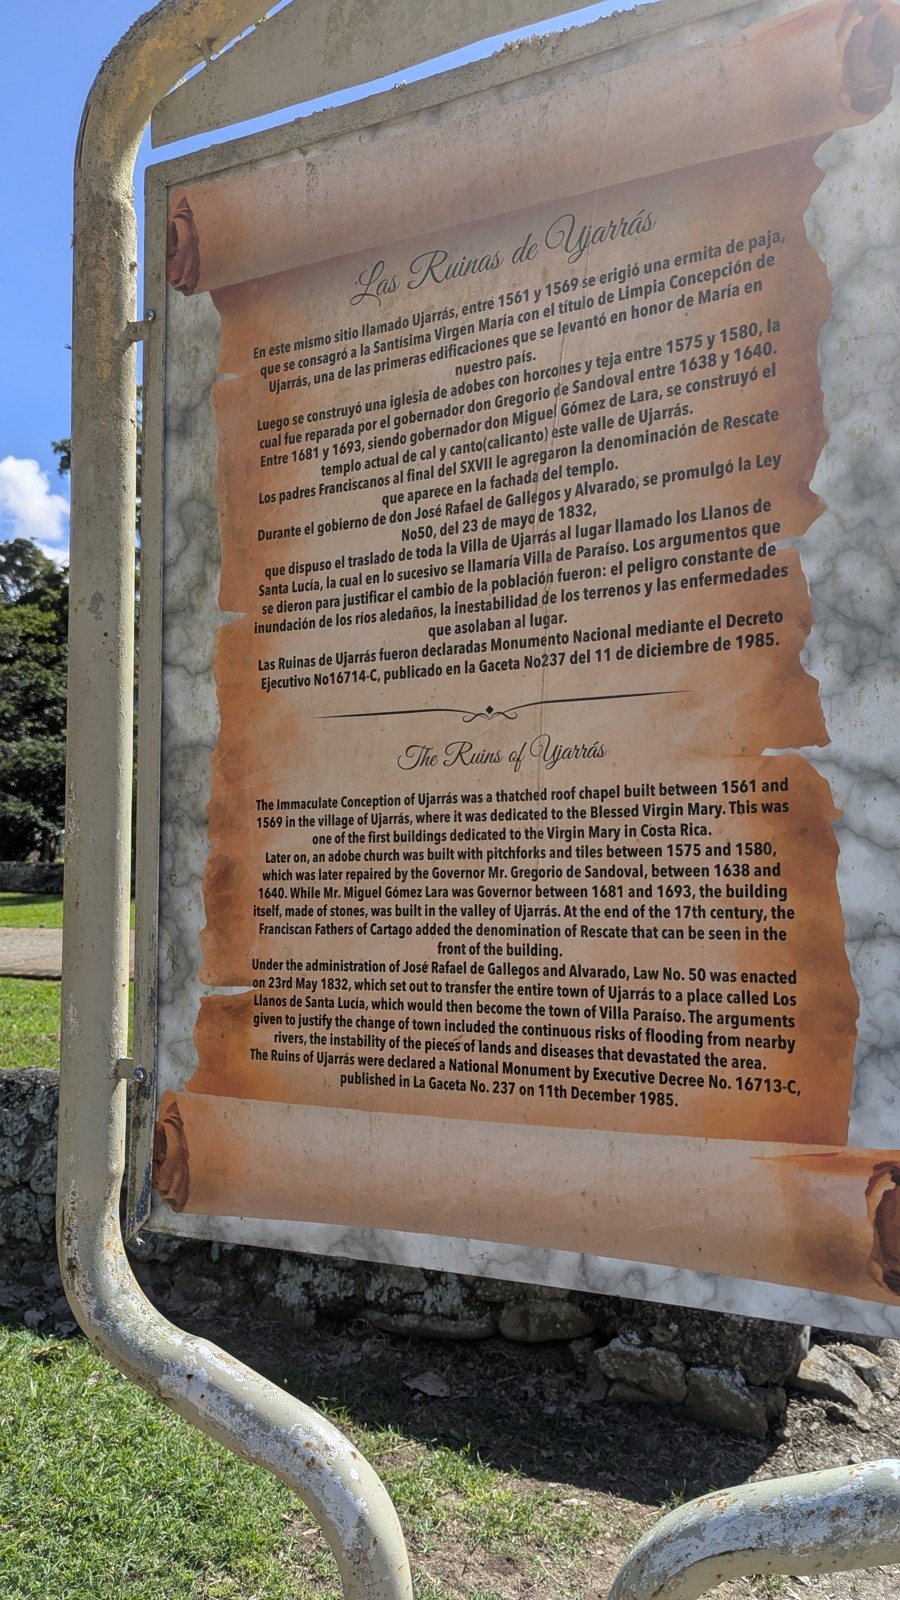 Las Ruinas de Ujarrás
En este mismo sitio llamado Ujarrás, entre 1561 y 1569 se erigió una ermita de paja,
que se consagró a la Santísima Virgen María con el título de Limpia Concepción de
Ujarrás, una de las primeras edificaciones que se levantó en honor de María en
nuestro país.
Luego se construyó una iglesia de adobes con horcones y teja entre 1575 y 1580, la
cual fue reparada por el gobernador don Gregorio de Sandoval entre 1638 y 1640.
Entre 1681 y 1693, siendo gobernador don Miguel Gómez de Lara, se construyó el
templo actual de cal y canto(calicanto) este valle de Ujarrás.
Los padres Franciscanos al final del SXVII le agregaron la denominación de Rescate
que aparece en la fachada del templo.
Durante el gobierno de don José Rafael de Gallegos y Alvarado, se promulgó la Ley
No50, del 23 de mayo de 1832,
que dispuso el traslado de toda la Villa de Ujarrás al lugar llamado los Llanos de
Santa Lucía, la cual en lo sucesivo se llamaría Villa de Paraíso. Los argumentos que
se dieron para justificar el cambio de la población fueron: el peligro constante de
inundación de los ríos aledaños, la inestabilidad de los terrenos y las enfermedades
que asolaban al lugar.
Las Ruinas de Ujarrás fueron declaradas Monumento Nacional mediante el Decreto
Ejecutivo No16714-C, publicado en la Gaceta No237 del 11 de diciembre de 1985.
The Ruins of Ujarrás
The Immaculate Conception of Ujarrás was a thatched roof chapel built between 1561 and
1569 in the village of Ujarrás, where it was dedicated to the Blessed Virgin Mary. This was
one of the first buildings dedicated to the Virgin Mary in Costa Rica.
Later on, an adobe church was built with pitchforks and tiles between 1575 and 1580,
which was later repaired by the Governor Mr. Gregorio de Sandoval, between 1638 and
1640. While Mr. Miguel Gómez Lara was Governor between 1681 and 1693, the building
itself, made of stones, was built in the valley of Ujarrás. At the end of the 17th century, the
Franciscan Fathers of Cartago added the denomination of Rescate that can be seen in the
front of the building.
Under the administration of José Rafael de Gallegos and Alvarado, Law No. 50 was enacted
on 23rd May 1832, which set out to transfer the entire town of Ujarrás to a place called Los
Llanos de Santa Lucía, which would then become the town of Villa Paraíso. The arguments
given to justify the change of town included the continuous risks of flooding from nearby
rivers, the instability of the pieces of lands and diseases that devastated the area.
The Ruins of Ujarrás were declared a National Monument by Executive Decree No. 16713-C,
published in La Gaceta No. 237 on 11th December 1985.